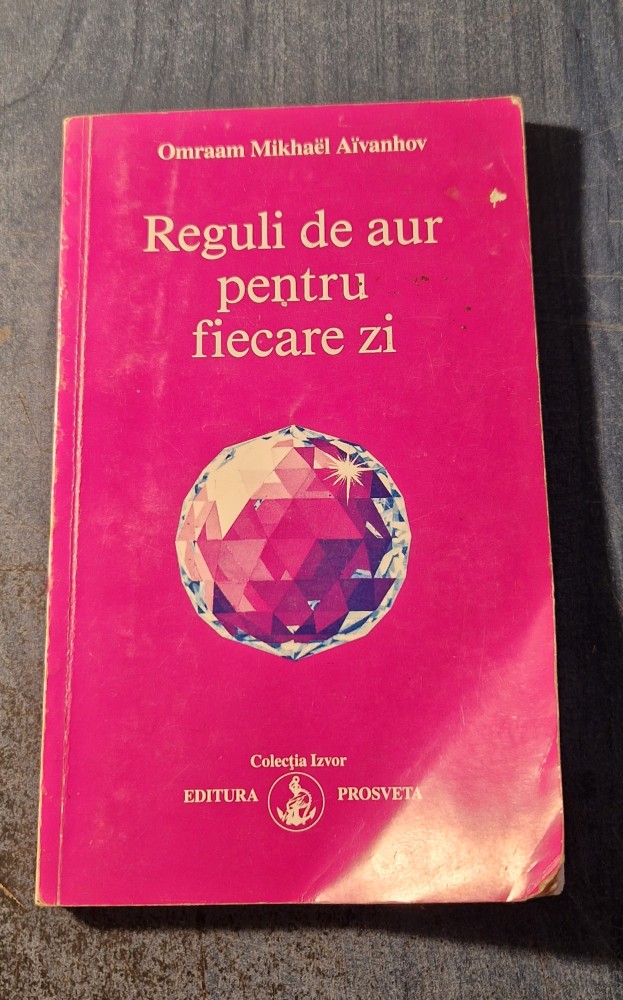 Omraam Mikhaël Aïvanhov
Reguli de aur
pentru
fiecare zi
Colecția Izvor
EDITURA PROSVETA